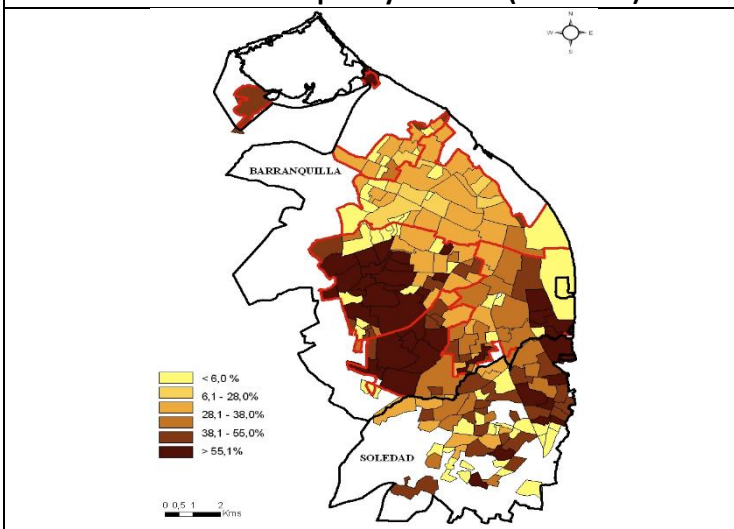 N
W E
S
BARRANQUILLA
< 6,0 %
6,1 - 28,0%
28,1 - 38,0%
38,1 - 55,0%
> 55,1%
SOLEDAD
0 0,5 1 2
Kms